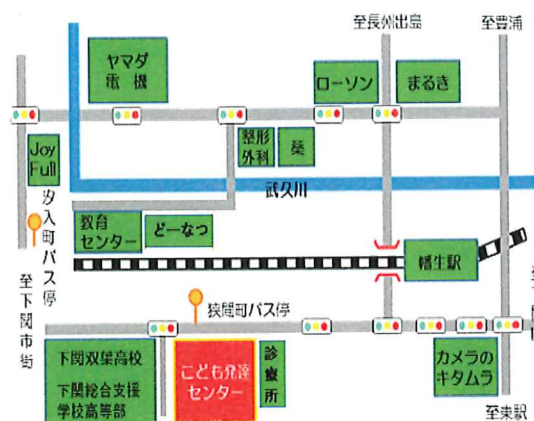 至長州出島
至豊浦
ヤマダ
電機
ローソン
まるき
Joy
Full
整形
外科
薬
武久川
汐入町バス停
教育
センター
どーなつ
幡生駅
至下関市街
狭間町バス停
下関双葉高校
下関総合支援
学校高等部
こども発達
センター
診療所
カメラの
キタムラ
至東駅